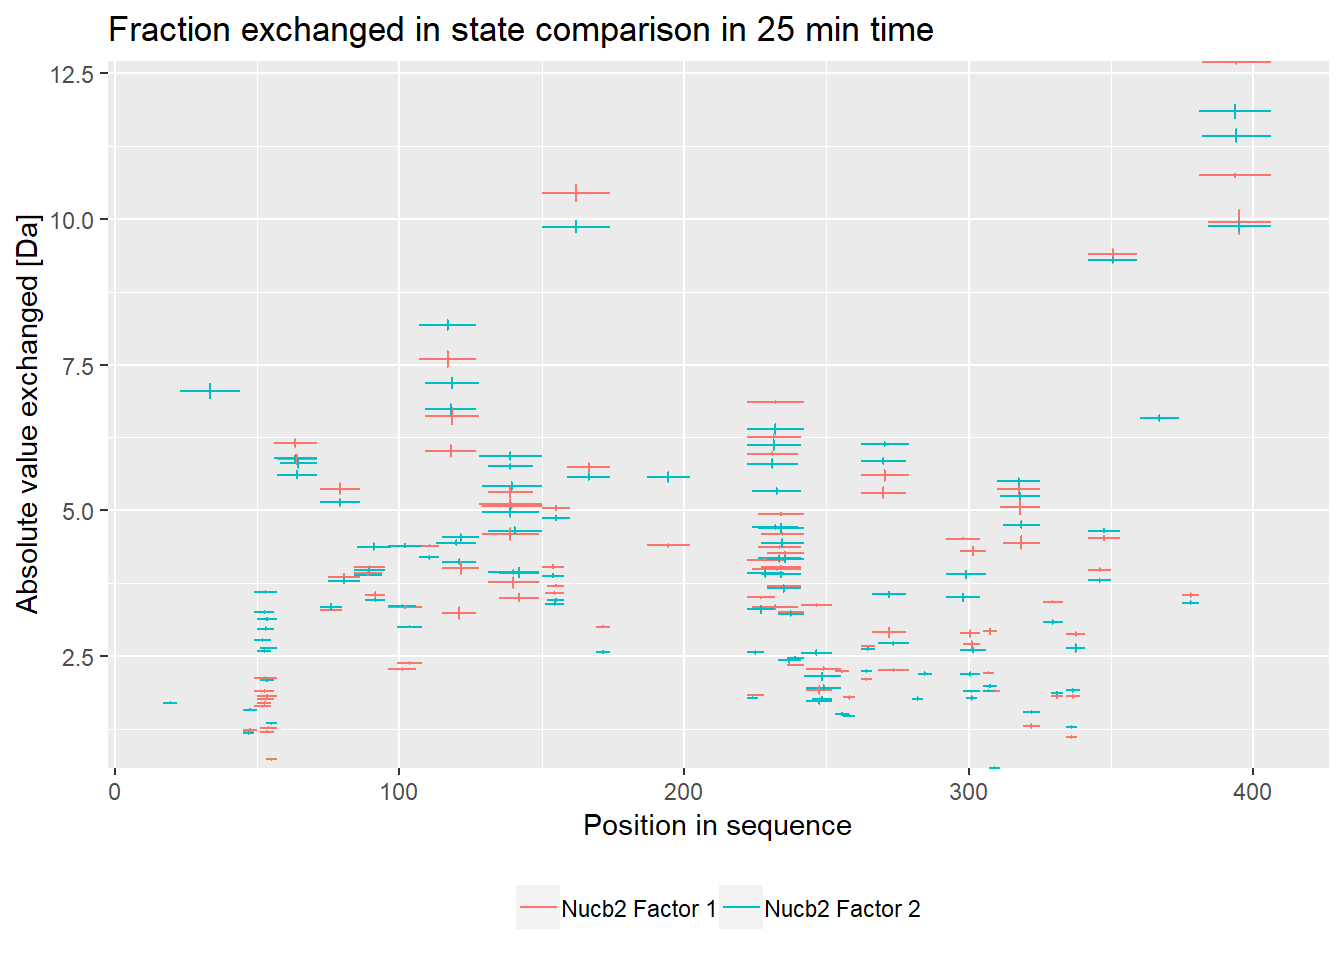 Fraction exchanged in state comparison in 25 min time
Absolute value exchanged [Da]
12.5
10.0
7.5
5.0
2.5
0 100 200 300 400
Position in sequence
Nucb2 Factor 1 Nucb2 Factor 2